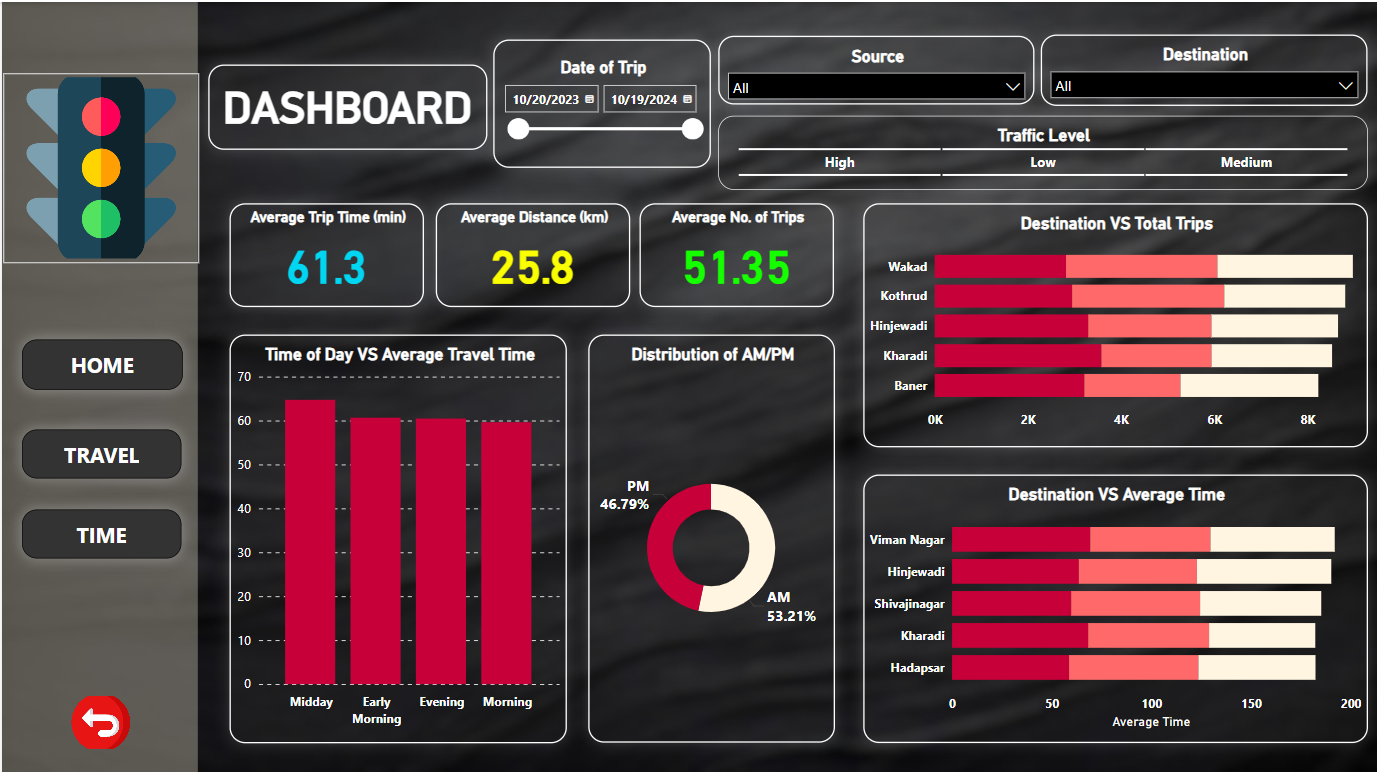 DASHBOARD
Date of Trip
10/20/2023
10/19/2024
Source
All
Destination
All
Traffic Level
High
Low
Medium
HOME
TRAVEL
TIME
Average Trip Time (min)
61.3
Average Distance (km)
25.8
Average No. of Trips
51.35
Time of Day VS Average Travel Time
70
60
50
40
30
20
10
0
Midday
Early
Morning
Evening
Morning
Distribution of AM/PM
PM
46.79%
AM
53.21%
Destination VS Total Trips
Wakad
Kothrud
Hinjewadi
Kharadi
Baner
0K
2K
4K
6K
8K
Destination VS Average Time
Viman Nagar
Hinjewadi
Shivajinagar
Kharadi
Hadapsar
0
50
100
150
200
Average Time